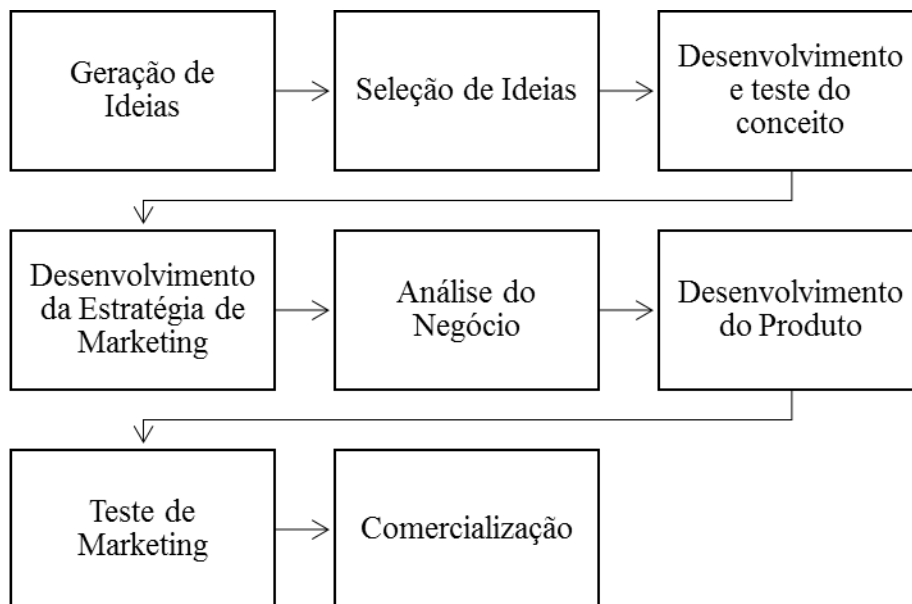 Geração de
Ideias
Seleção de Ideias
Desenvolvimento
e teste do
conceito
Desenvolvimento
da Estratégia de
Marketing
Análise do
Negócio
Desenvolvimento
do Produto
Teste de
Marketing
Comercialização